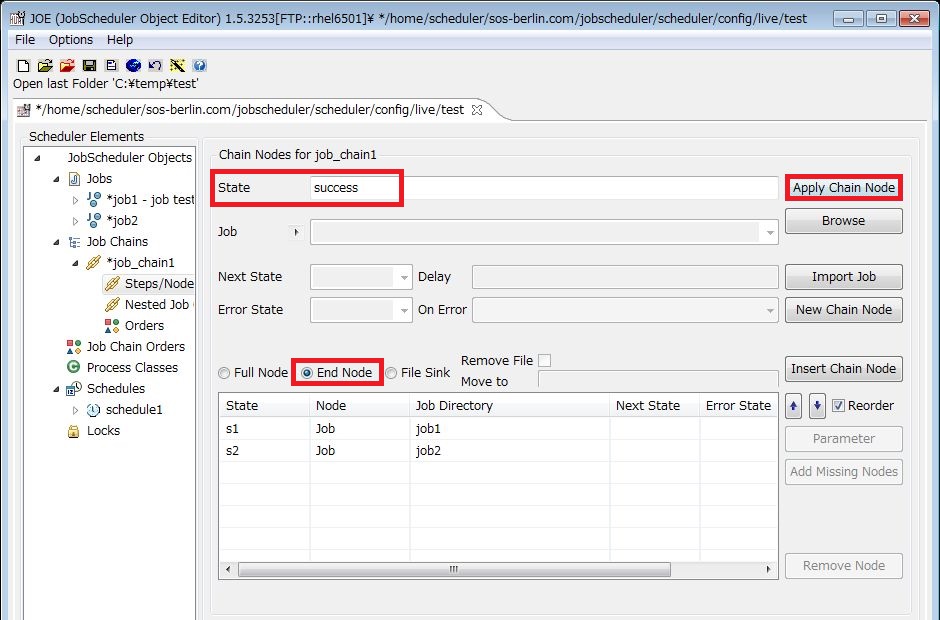 JOE (JobScheduler Object Editor) 1.5.3253[FTP::rhel6501]¥ */home/scheduler/sos-berlin.com/jobscheduler/scheduler/config/live/test
File Options Help
Open last Folder 'C:¥temp¥test'
*/home/scheduler/sos-berlin.com/jobscheduler/scheduler/config/live/test
Scheduler Elements
JobScheduler Objects
Jobs
*job1 - job test
*job2
Job Chains
*job_chain1
Steps/Node
Nested Job
Orders
Job Chain Orders
Process Classes
Schedules
schedule1
Locks
Chain Nodes for job_chain1
State success Apply Chain Node
Job Browse
Next State Delay Import Job
Error State On Error New Chain Node
Full Node End Node File Sink Remove File Insert Chain Node
Move to
State Node Job Directory Next State Error State Reorder
s1 Job job1
s2 Job job2
Parameter
Add Missing Nodes
Remove Node